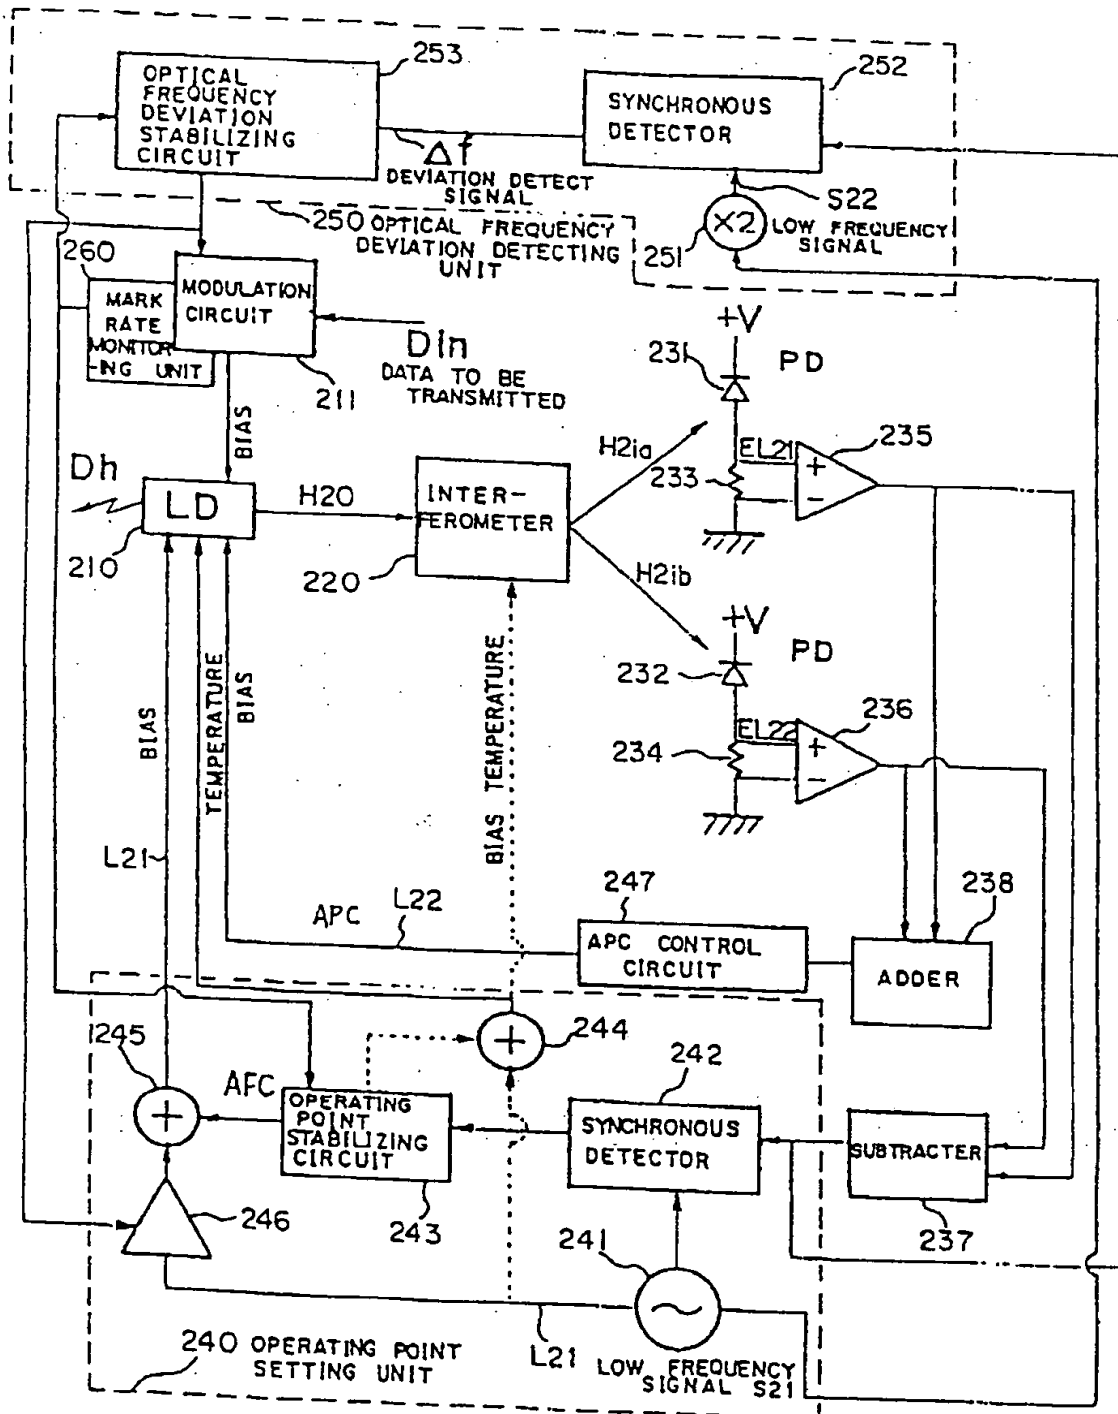 253
OPTICAL
FREQUENCY
DEVIATION
STABILIZING
CIRCUIT
252
SYNCHRONOUS
DETECTOR
Δf
DEVIATION DETECT
SIGNAL
S22
X2
LOW FREQUENCY
SIGNAL
251
250 OPTICAL FREQUENCY
DEVIATION DETECTING
UNIT
260
MARK
RATE
MONITOR
-ING UNIT
MODULATION
CIRCUIT
211
Din
DATA TO BE
TRANSMITTED
BIAS
+V
231
PD
H2ia
EL21
233
+
-
235
Dh
LD
210
H20
INTER-
FEROMETER
220
H2ib
+V
PD
232
EL22
234
+
-
236
BIAS
TEMPERATURE
BIAS
BIAS TEMPERATURE
L21
APC
L22
247
APC CONTROL
CIRCUIT
238
ADDER
245
+
AFC
+
244
242
OPERATING
POINT
STABILIZING
CIRCUIT
243
SYNCHRONOUS
DETECTOR
SUBTRACTER
237
246
241
L21
LOW FREQUENCY
SIGNAL S21
240 OPERATING POINT
SETTING UNIT